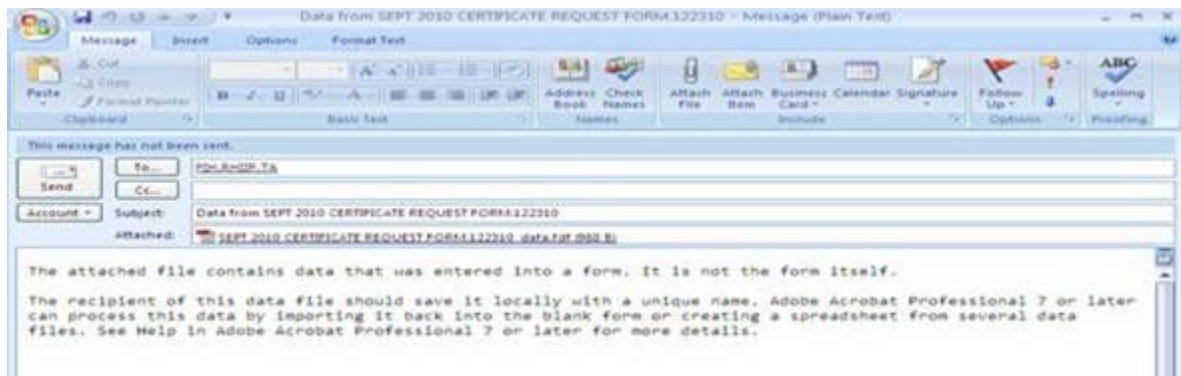 Data from SEPT 2010 CERTIFICATE REQUEST FORM.122310 - Message (Plain Text)
Message Insert Options Format Text
Paste
Cut
Copy
Format Painter
Clipboard
Basic Text
Address Book
Check Names
Names
Attach File
Attach Item
Business Card
Calendar
Signature
Include
Follow Up
Options
ABC
Spelling
Proofing
This message has not been sent.
Send
To...
Cc...
Account
Subject: Data from SEPT 2010 CERTIFICATE REQUEST FORM.122310
Attached: SEPT 2010 CERTIFICATE REQUEST FORM.122310_data.fdf
The attached file contains data that was entered into a form. It is not the form itself.
The recipient of this data file should save it locally with a unique name. Adobe Acrobat Professional 7 or later
can process this data by importing it back into the blank form or creating a spreadsheet from several data
files. See Help in Adobe Acrobat Professional 7 or later for more details.